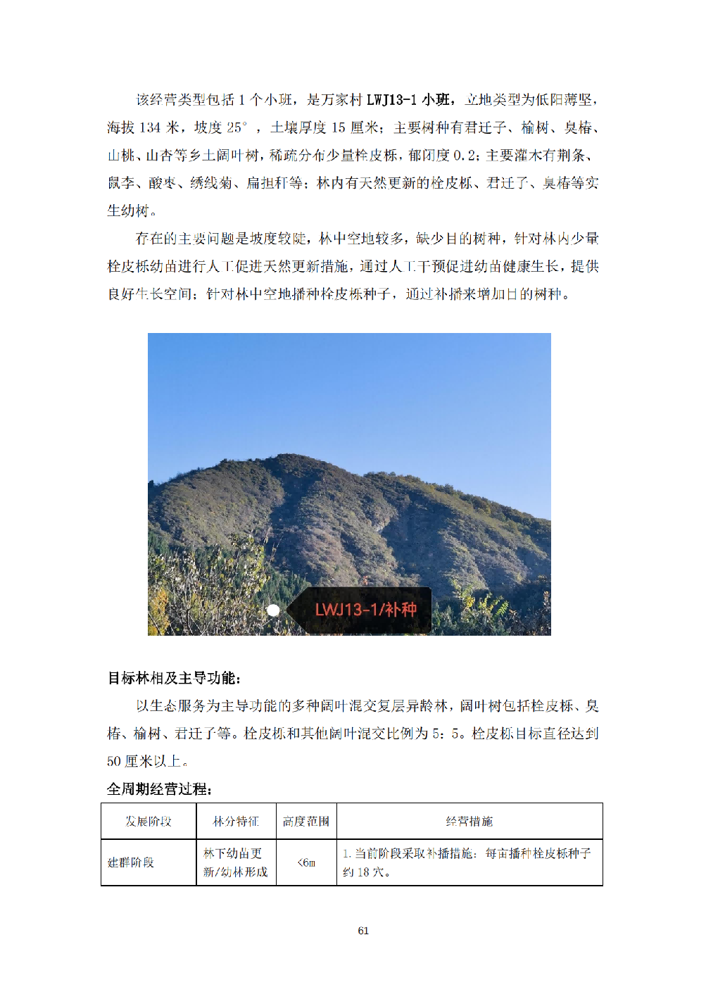 该经营类型包括 1 个小班，是万家村 LWJ13-1 小班，立地类型为低阳薄坚，
海拔 134 米，坡度 25°，土壤厚度 15 厘米；主要树种有君迁子、榆树、臭椿、
山桃、山杏等乡土阔叶树，稀疏分布少量栓皮栎，郁闭度 0.2；主要灌木有荆条、
鼠李、酸枣、绣线菊、扁担秆等；林内有天然更新的栓皮栎、君迁子、臭椿等实
生幼树。
存在的主要问题是坡度较陡，林中空地较多，缺少目的树种，针对林内少量
栓皮栎幼苗进行人工促进天然更新措施，通过人工干预促进幼苗健康生长，提供
良好生长空间；针对林中空地播种栓皮栎种子，通过补播来增加目的树种。
LWJ13-1/补种
目标林相及主导功能：
以生态服务为主导功能的多种阔叶混交复层异龄林，阔叶树包括栓皮栎、臭
椿、榆树、君迁子等。栓皮栎和其他阔叶混交比例为 5：5。栓皮栎目标直径达到
50 厘米以上。
全周期经营过程：
发展阶段 林分特征 高度范围 经营措施
建群阶段 林下幼苗更新/幼林形成 <6m 1.当前阶段采取补播措施：每亩播种栓皮栎种子
约 18 穴。
61